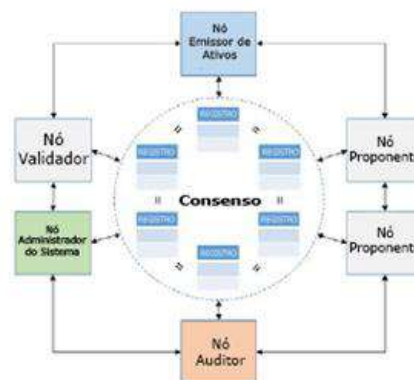 Nó
Emissor de
Ativos
Nó
Validador
Nó
Proponent
Nó
Administrador
do Sistema
Nó
Proponent
Nó
Auditor
REGISTRO
REGISTRO
REGISTRO
Consenso
REGISTRO
REGISTRO
REGISTRO
=
=
=
=
=
=